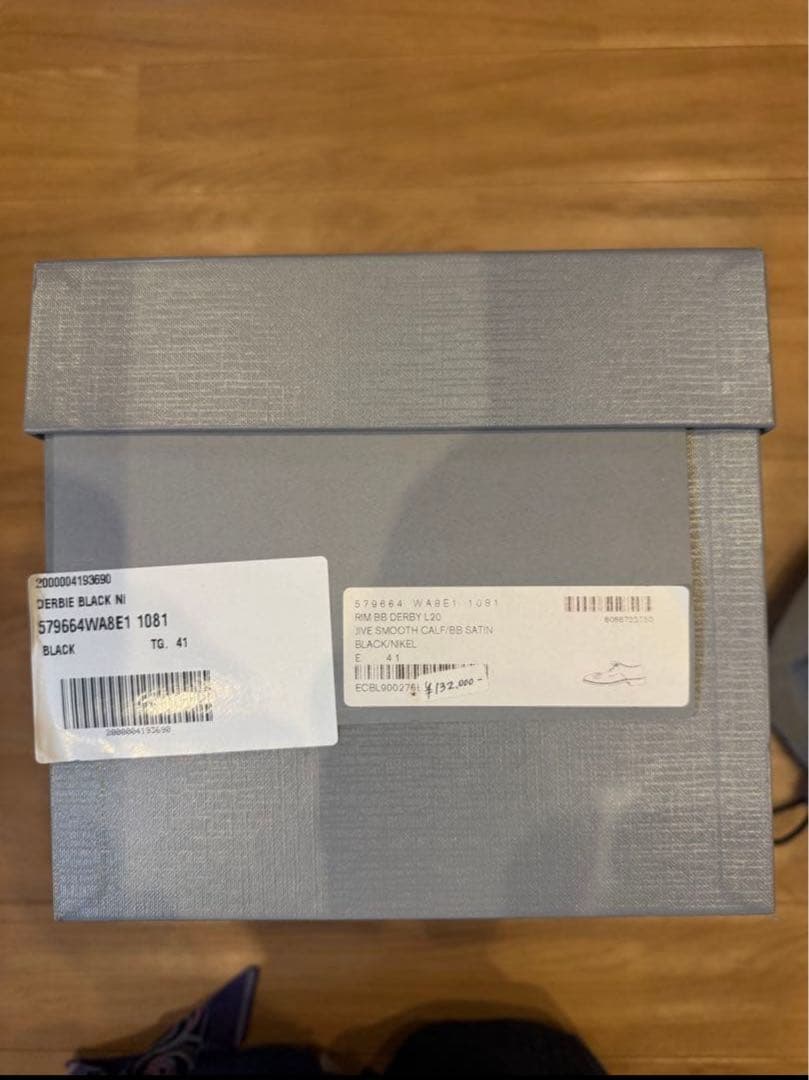 2000004193690
DERBIE BLACK NI
579664WA8E1 1081
BLACK TG. 41
2000004193690
579664 WA8E1 1081
RIM BB DERBY L20
JIVE SMOOTH CALF/BB SATIN
BLACK/NIKEL
E 41
ECBL900276
¥132.000-